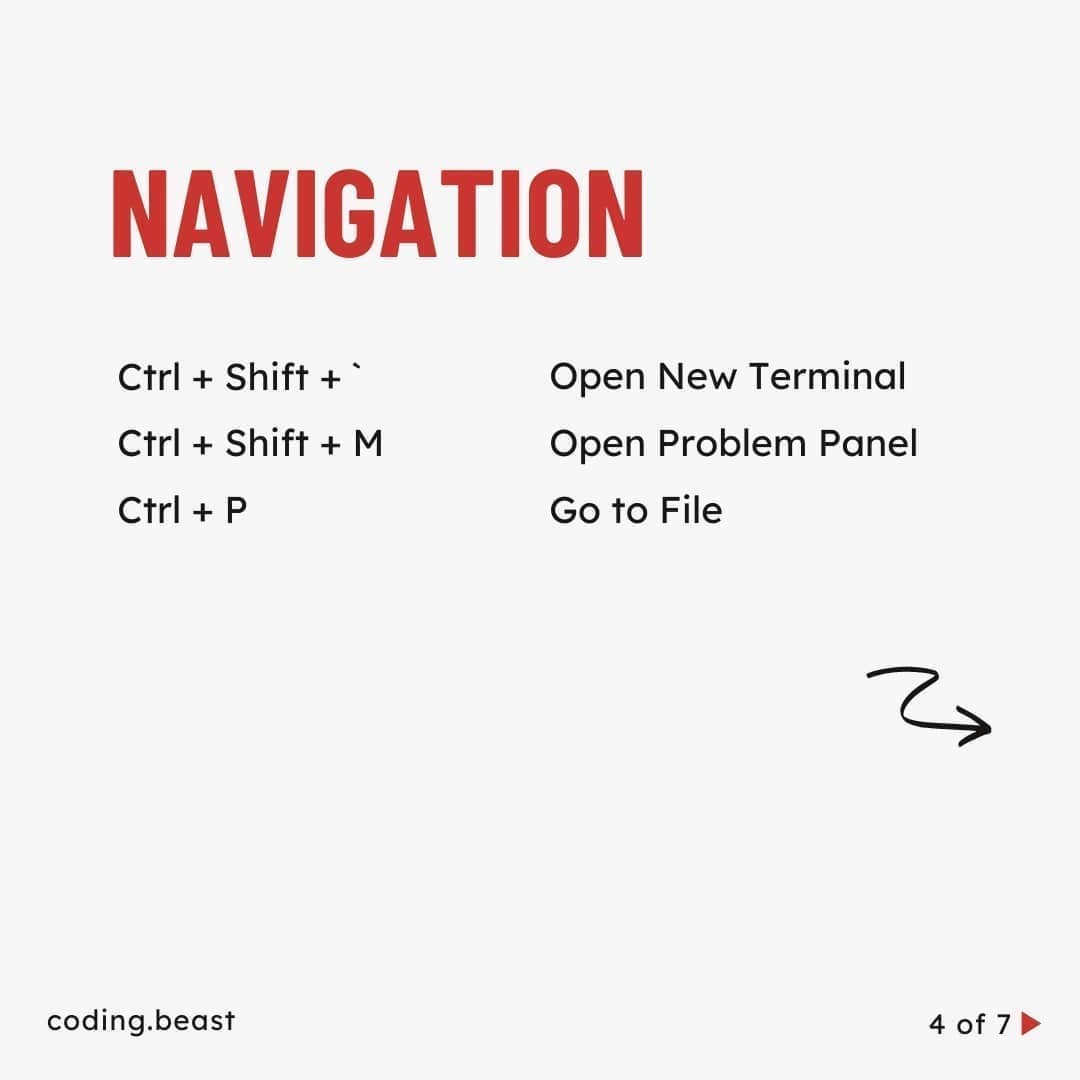 NAVIGATION
Ctrl + Shift + ` Open New Terminal
Ctrl + Shift + M Open Problem Panel
Ctrl + P Go to File
coding.beast
4 of 7